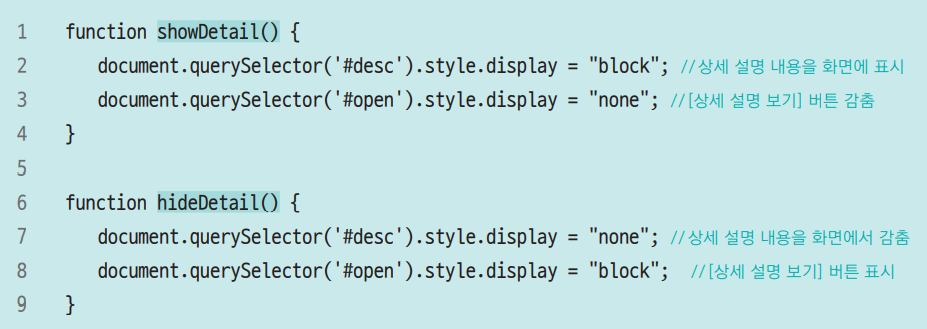 1 function showDetail() {
2 document.querySelector('#desc').style.display = "block"; //상세 설명 내용을 화면에 표시
3 document.querySelector('#open').style.display = "none"; //[상세 설명 보기] 버튼 감춤
4 }
5
6 function hideDetail() {
7 document.querySelector('#desc').style.display = "none"; //상세 설명 내용을 화면에서 감춤
8 document.querySelector('#open').style.display = "block"; //[상세 설명 보기] 버튼 표시
9 }